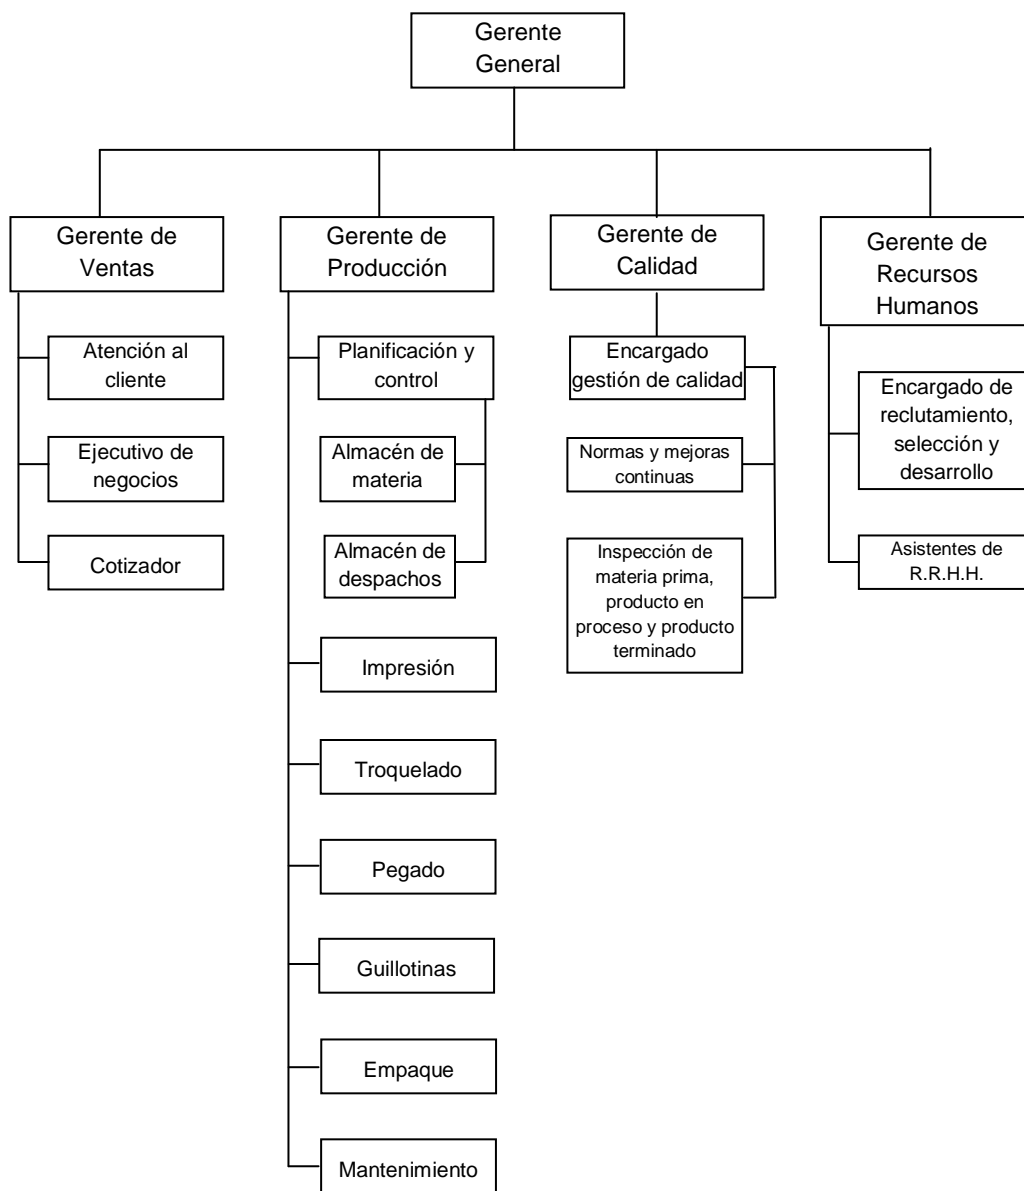 Gerente
General
Gerente de
Ventas
Gerente de
Producción
Gerente de
Calidad
Gerente de
Recursos
Humanos
Atención al
cliente
Ejecutivo de
negocios
Cotizador
Planificación y
control
Almacén de
materia
Almacén de
despachos
Impresión
Troquelado
Pegado
Guillotinas
Empaque
Mantenimiento
Encargado
gestión de calidad
Normas y mejoras
continuas
Inspección de
materia prima,
producto en
proceso y producto
terminado
Encargado de
reclutamiento,
selección y
desarrollo
Asistentes de
R.R.H.H.